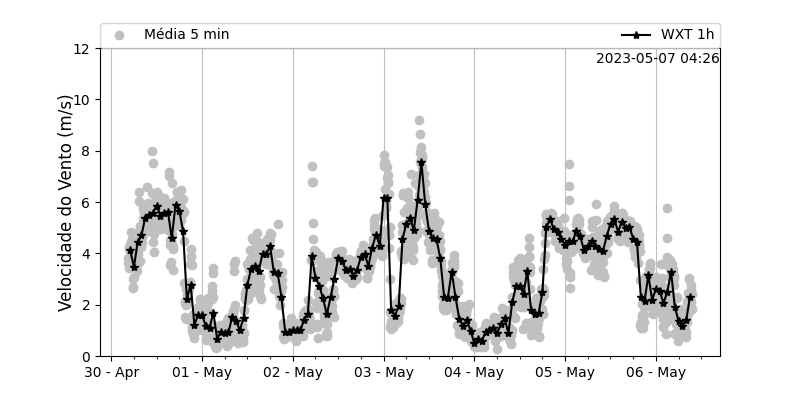 Média 5 min
WXT 1h
2023-05-07 04:26
Velocidade do Vento (m/s)
12
10
8
6
4
2
0
30 - Apr
01 - May
02 - May
03 - May
04 - May
05 - May
06 - May